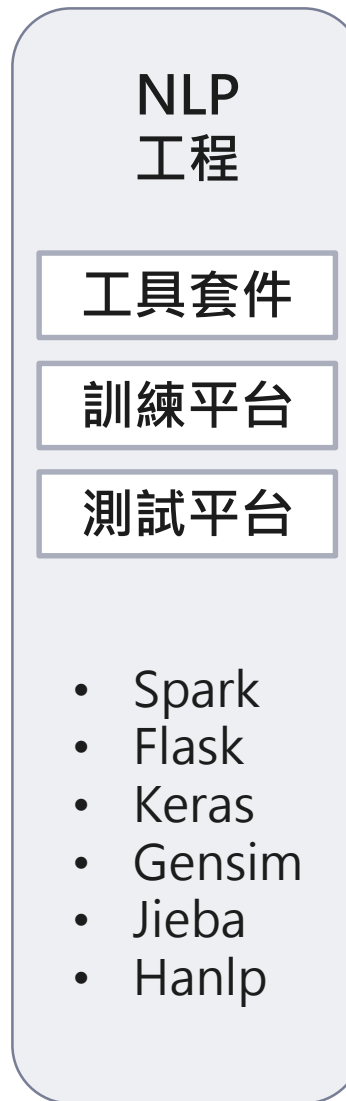 NLP
工程
工具套件
訓練平台
測試平台
• Spark
• Flask
• Keras
• Gensim
• Jieba
• Hanlp